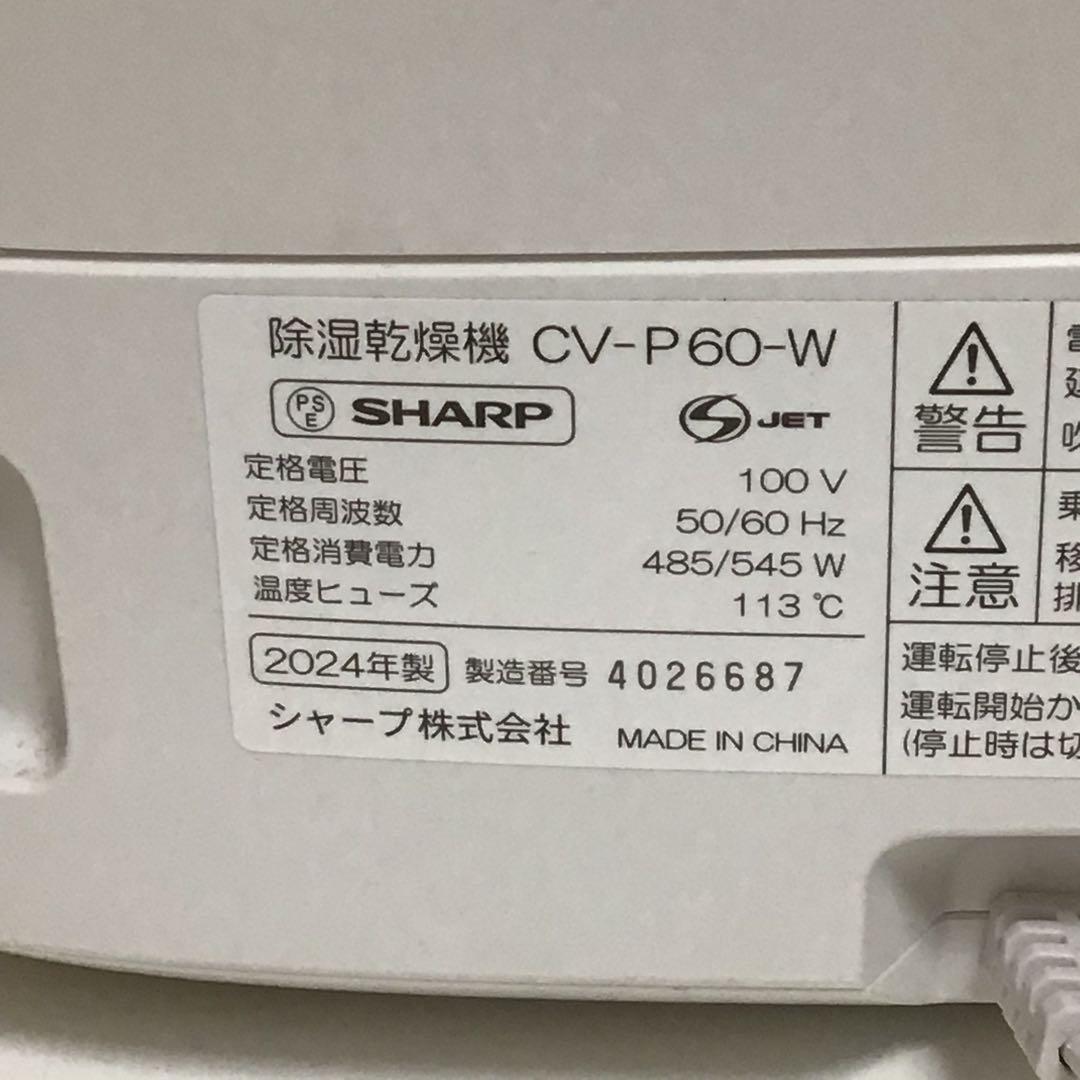 除湿乾燥機 CV-P60-W
PSE SHARP
S JET
定格電圧 100 V
定格周波数 50/60 Hz
定格消費電力 485/545 W
温度ヒューズ 113 ℃
2024年製 製造番号 4026687
シャープ株式会社 MADE IN CHINA
警告
注意
乗
移
排
運転停止後
運転開始か
(停止時は切